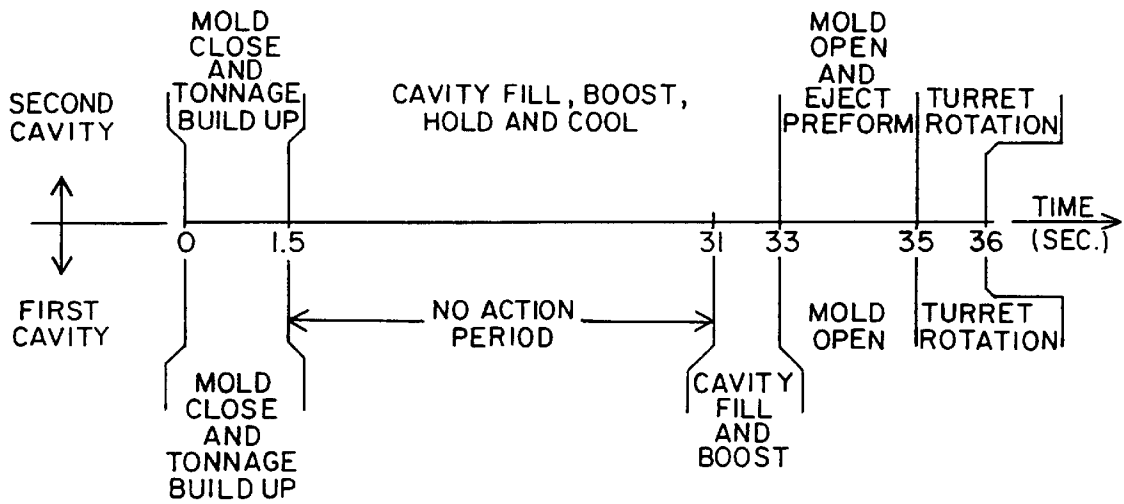 MOLD
CLOSE
AND
TONNAGE
BUILD UP
SECOND
CAVITY
CAVITY FILL, BOOST,
HOLD AND COOL
MOLD
OPEN
AND
EJECT
PREFORM
TURRET
ROTATION
0
1.5
31
33
35
36
TIME
(SEC.)
FIRST
CAVITY
MOLD
CLOSE
AND
TONNAGE
BUILD UP
NO ACTION
PERIOD
CAVITY
FILL
AND
BOOST
MOLD
OPEN
TURRET
ROTATION